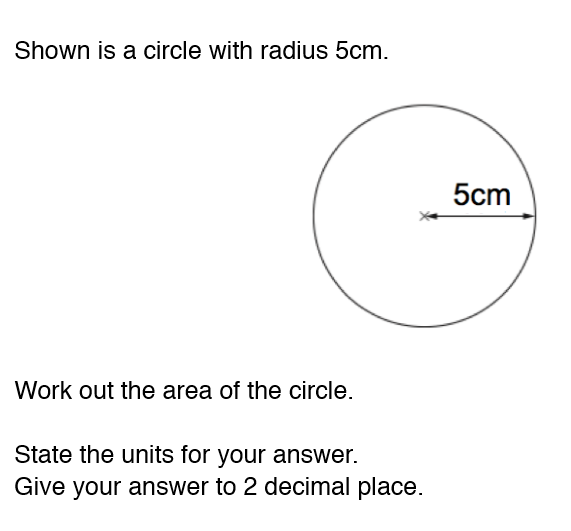 Shown is a circle with radius 5cm.
5cm
Work out the area of the circle.
State the units for your answer.
Give your answer to 2 decimal place.